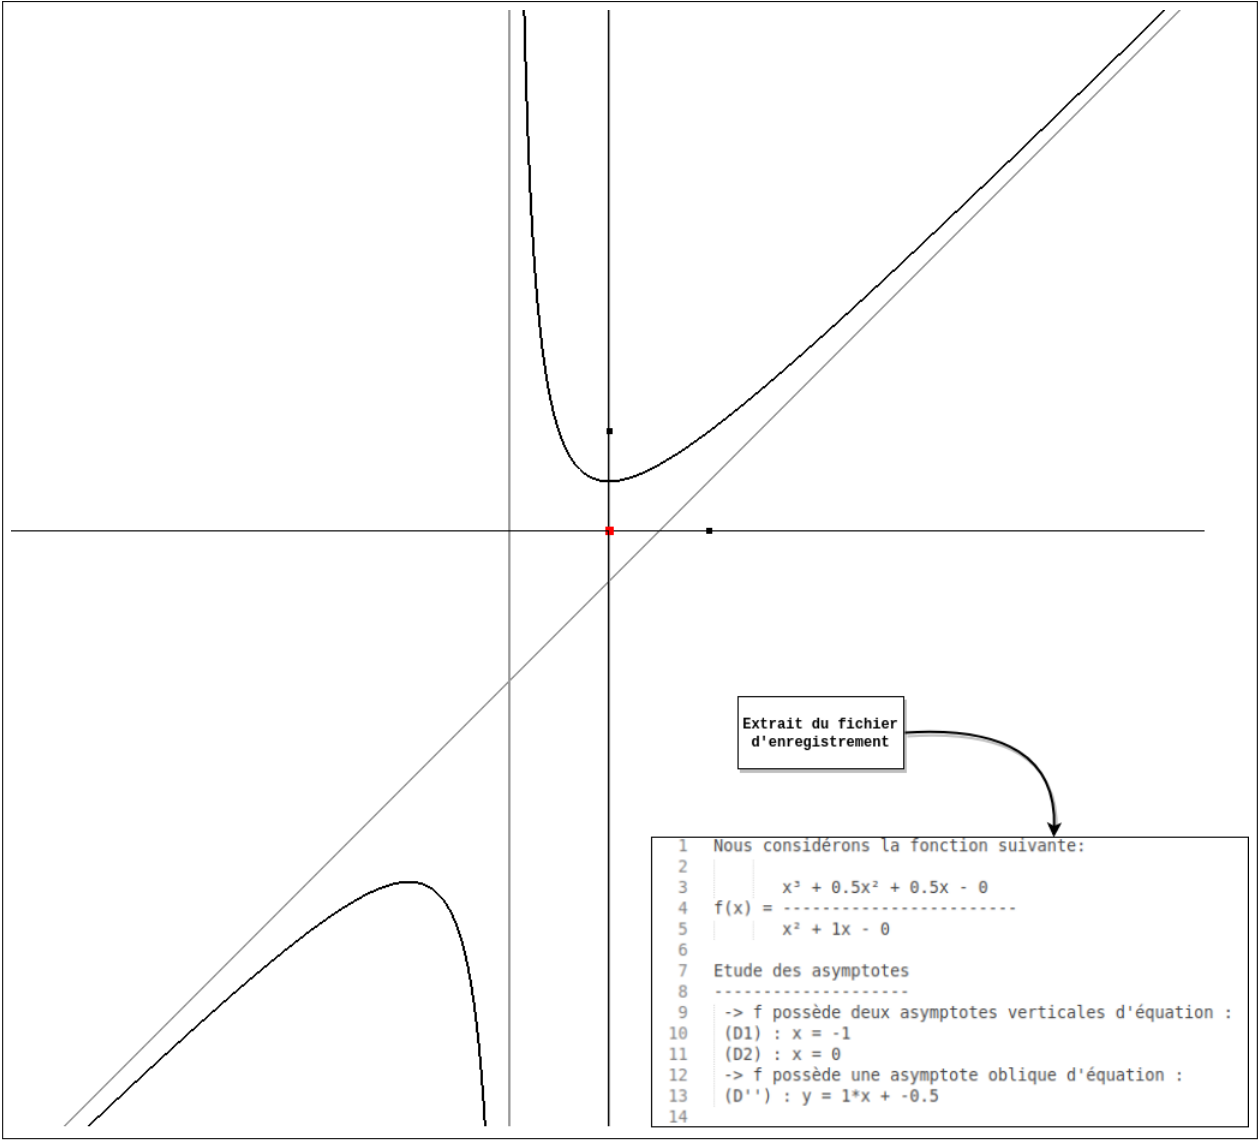 Extrait du fichier
d'enregistrement
1 Nous considérons la fonction suivante:
2
3 x³ + 0.5x² + 0.5x - 0
4 f(x) = ------------------------
5 x² + 1x - 0
6
7 Etude des asymptotes
8 --------------------
9 -> f possède deux asymptotes verticales d'équation :
10 (D1) : x = -1
11 (D2) : x = 0
12 -> f possède une asymptote oblique d'équation :
13 (D'') : y = 1*x + -0.5
14